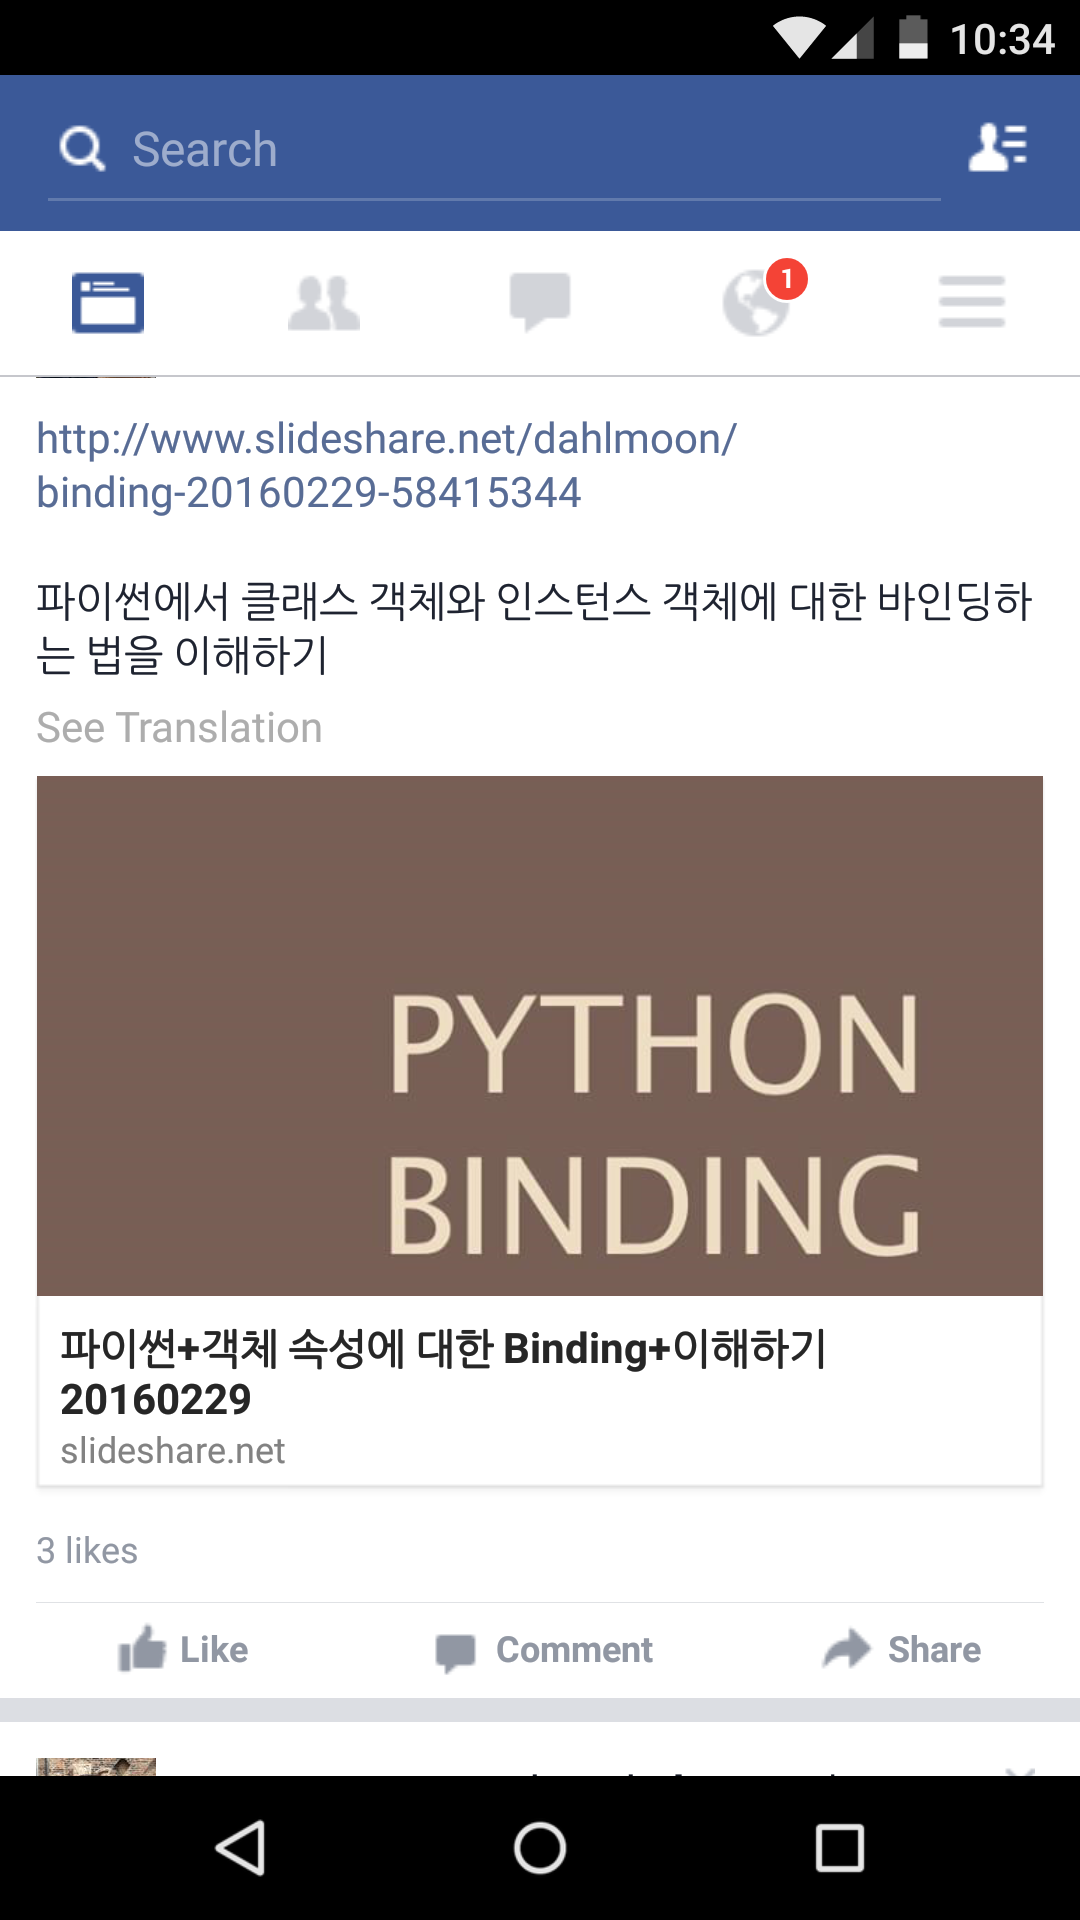 10:34
Search
1
http://www.slideshare.net/dahlmoon/
binding-20160229-58415344
파이썬에서 클래스 객체와 인스턴스 객체에 대한 바인딩하
는 법을 이해하기
See Translation
PYTHON
BINDING
파이썬+객체 속성에 대한 Binding+이해하기
20160229
slideshare.net
3 likes
Like Comment Share